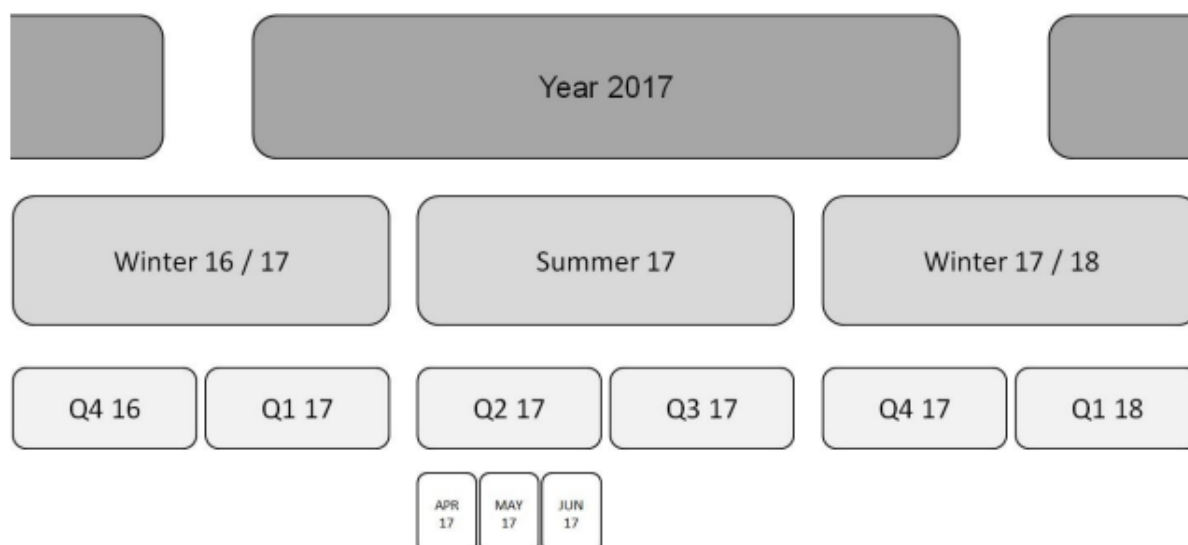 Year 2017
Winter 16 / 17
Summer 17
Winter 17 / 18
Q4 16
Q1 17
Q2 17
Q3 17
Q4 17
Q1 18
APR
17
MAY
17
JUN
17